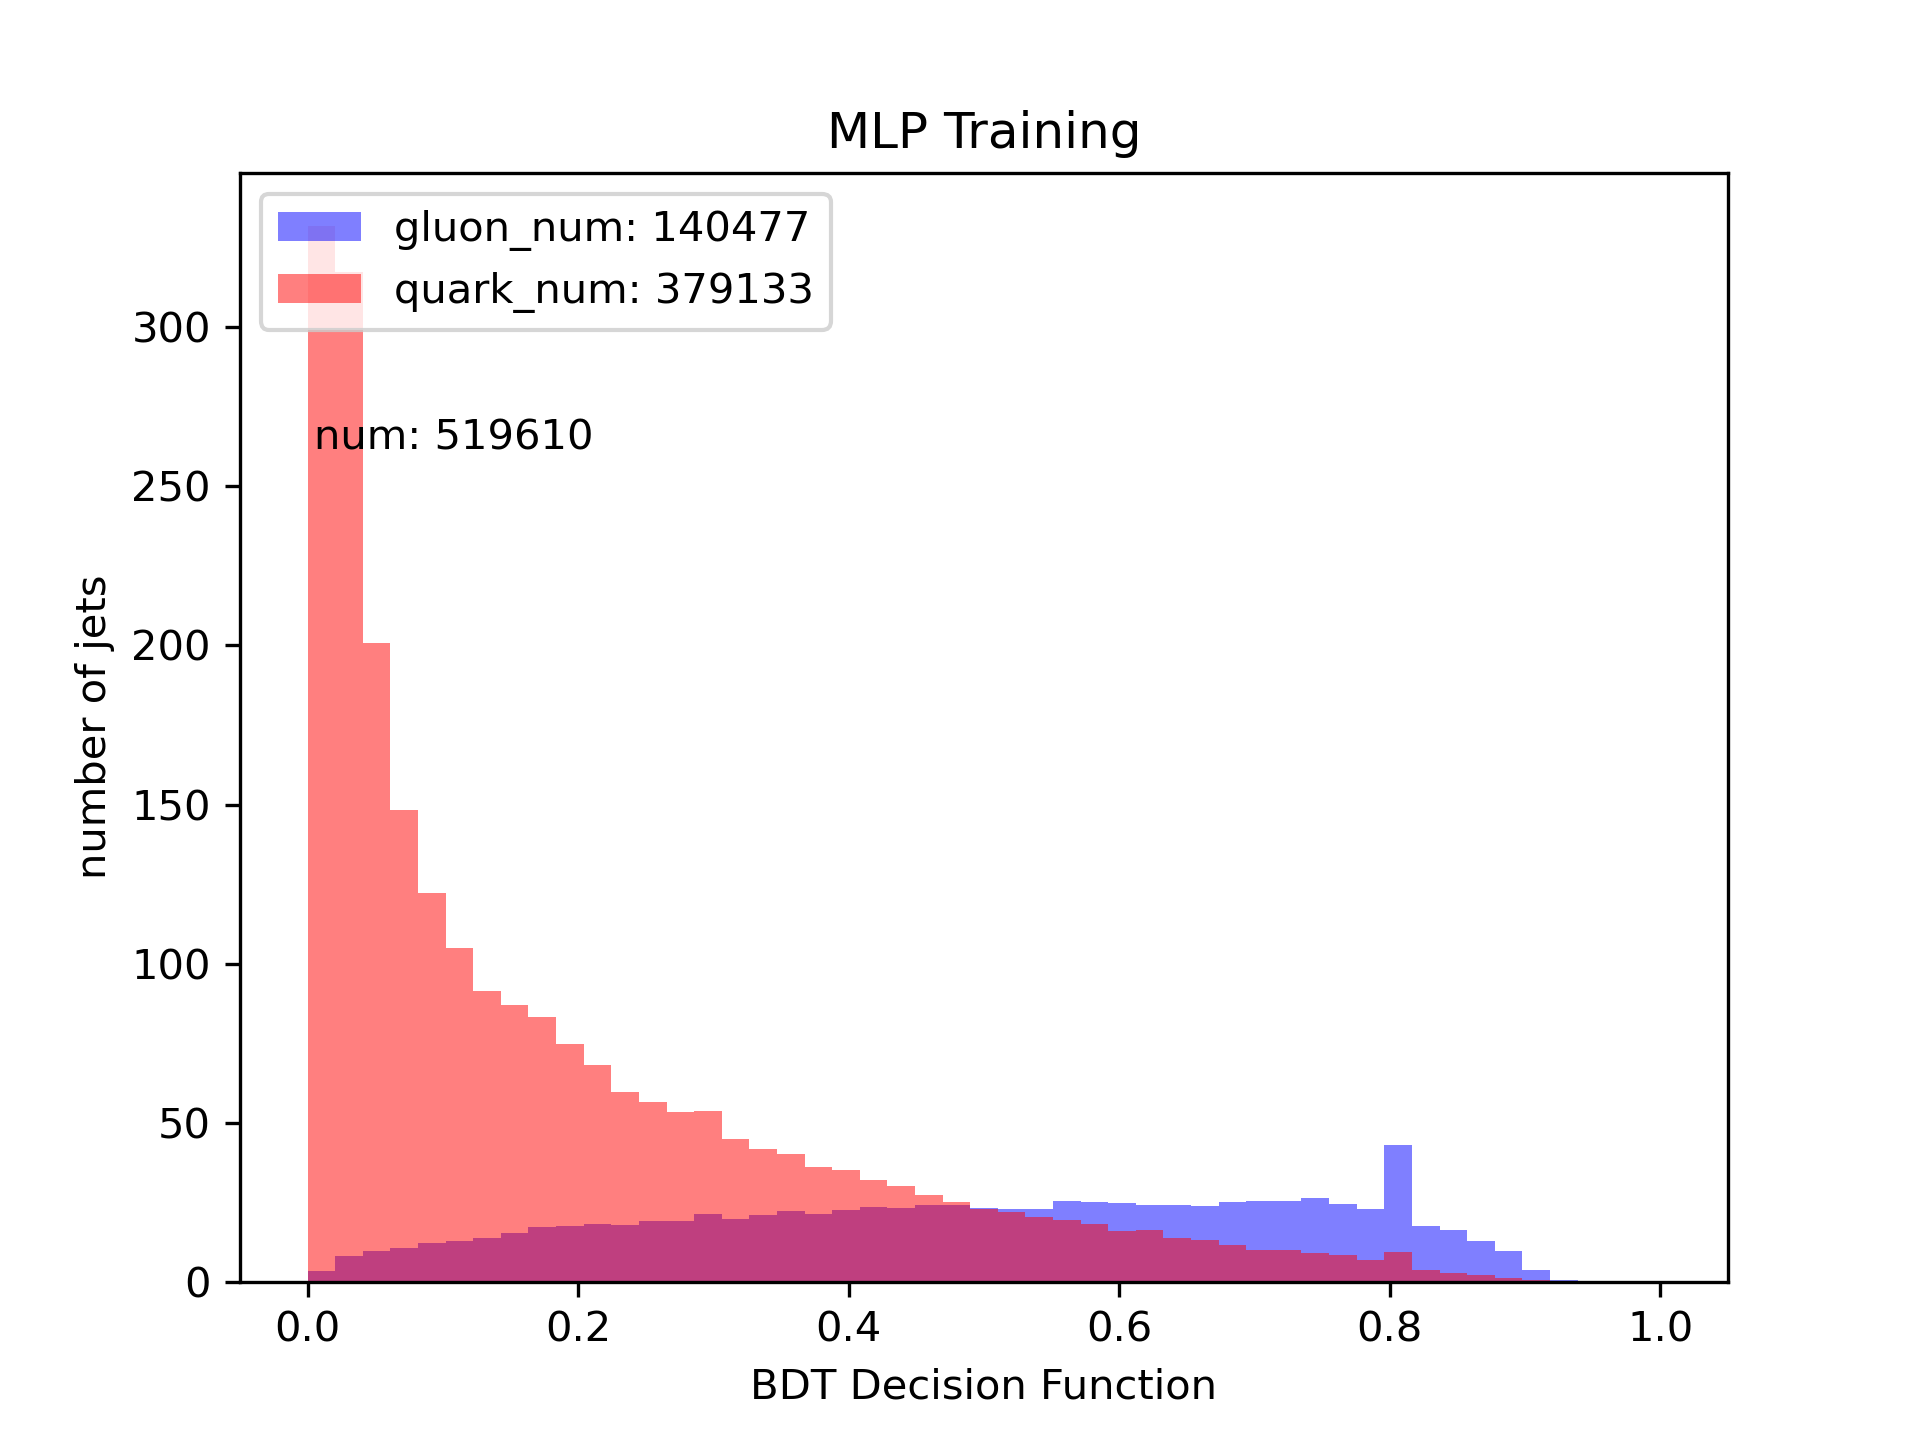 MLP Training
gluon_num: 140477
quark_num: 379133
num: 519610
number of jets
300
250
200
150
100
50
0
0.0 0.2 0.4 0.6 0.8 1.0
BDT Decision Function